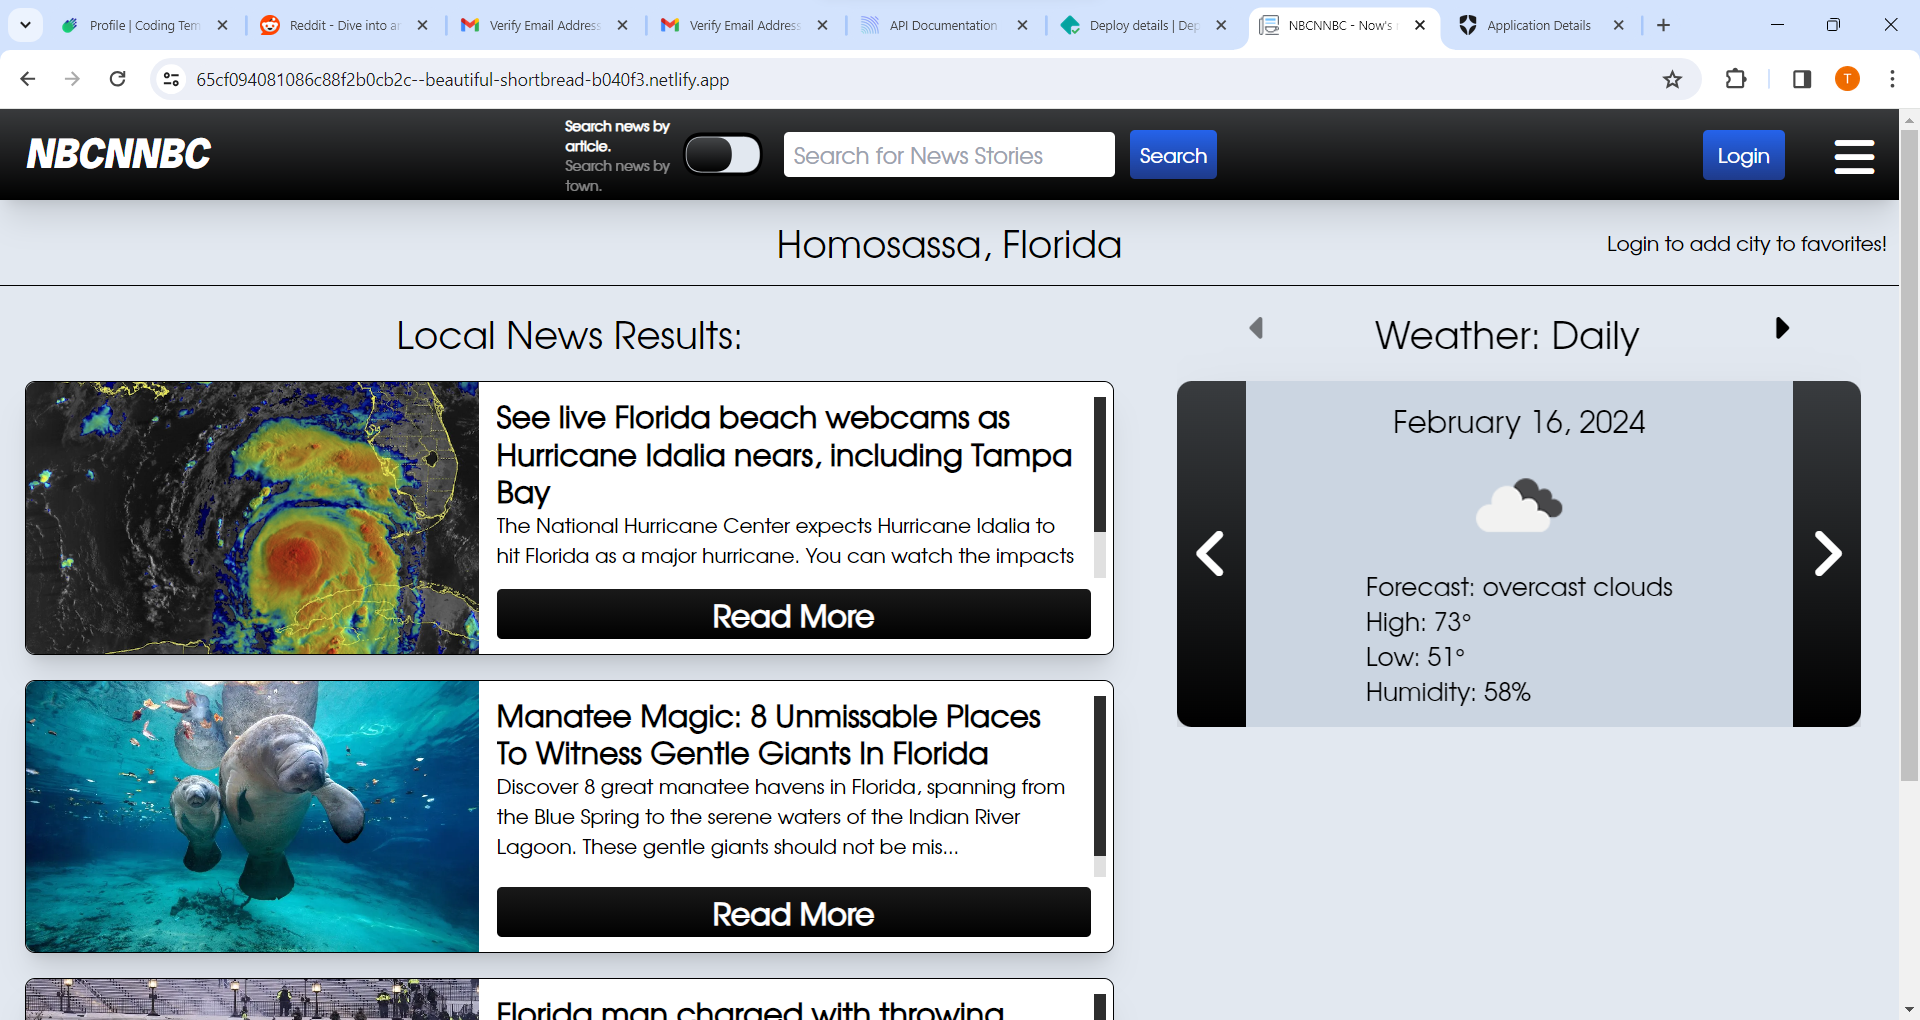 Profile | Coding Tem
Reddit - Dive into a
Verify Email Address
Verify Email Address
API Documentation
Deploy details | Dep
NBCNNBC - Now's
Application Details
65cf094081086c88f2b0cb2c--beautiful-shortbread-b040f3.netlify.app
T
NBCNNBC
Search news by
article.
Search news by
town.
Search for News Stories
Search
Login
Homosassa, Florida
Login to add city to favorites!
Local News Results:
See live Florida beach webcams as
Hurricane Idalia nears, including Tampa
Bay
The National Hurricane Center expects Hurricane Idalia to
hit Florida as a major hurricane. You can watch the impacts
Read More
Manatee Magic: 8 Unmissable Places
To Witness Gentle Giants In Florida
Discover 8 great manatee havens in Florida, spanning from
the Blue Spring to the serene waters of the Indian River
Lagoon. These gentle giants should not be mis...
Read More
Florida man charged with throwing
Weather: Daily
February 16, 2024
Forecast: overcast clouds
High: 73°
Low: 51°
Humidity: 58%